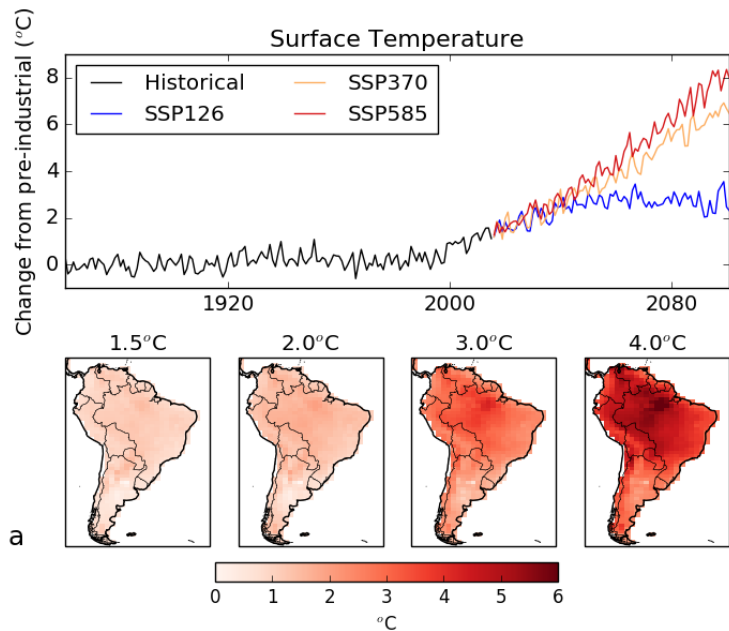 Surface Temperature
Change from pre-industrial (°C)
8
6
4
2
0
Historical
SSP126
SSP370
SSP585
1920
2000
2080
1.5°C
2.0°C
3.0°C
4.0°C
a
0 1 2 3 4 5 6
°C